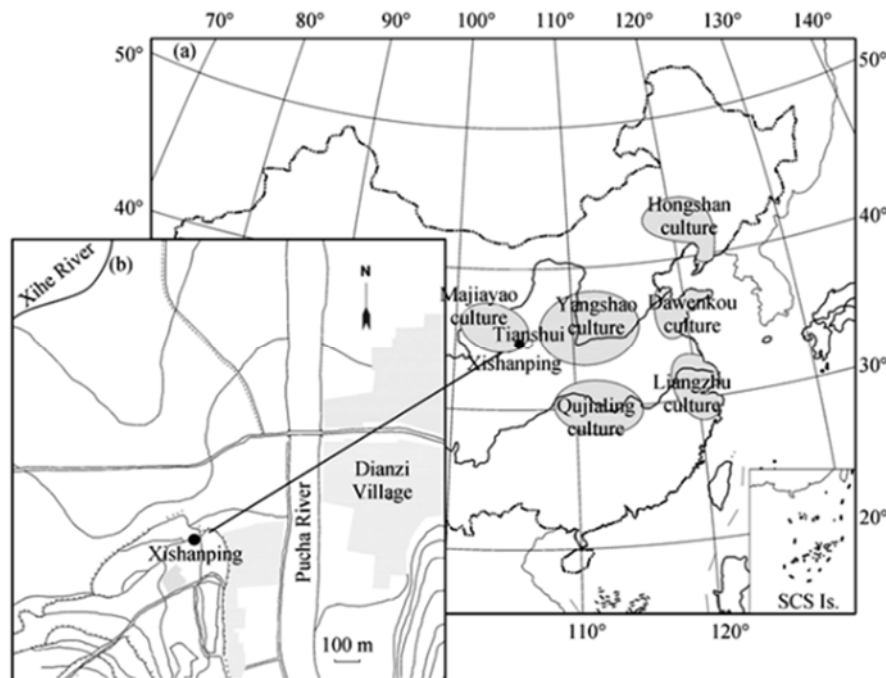 70° 80° 90° 100° 110° 120° 130° 140°
(a)
50°
50°
40°
40°
30°
20°
110°
120°
Hongshan
culture
Majiayao
culture
Yangshao
culture
Dawenkou
culture
Tianshui
Xishanping
Qujialing
culture
Liangzhu
culture
SCS Is.
(b)
Xihe River
N
Dianzi
Village
Pucha River
Xishanping
100 m